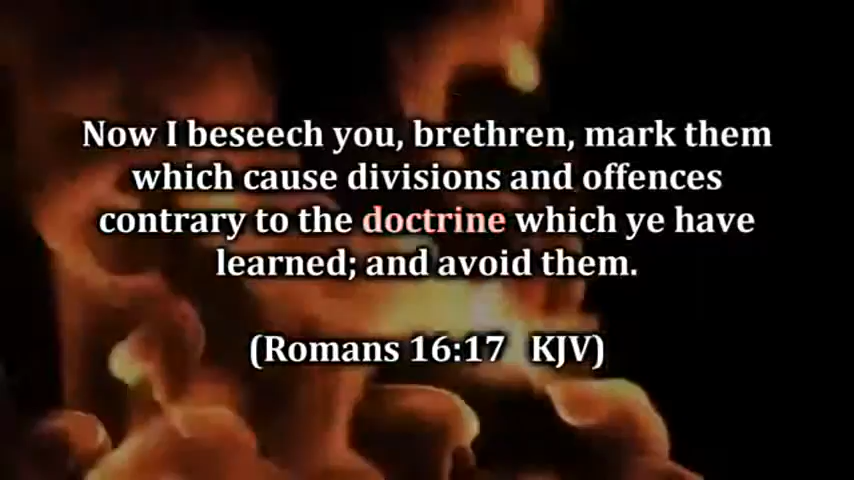 Now I beseech you, brethren, mark them
which cause divisions and offences
contrary to the doctrine which ye have
learned; and avoid them.
(Romans 16:17 KJV)